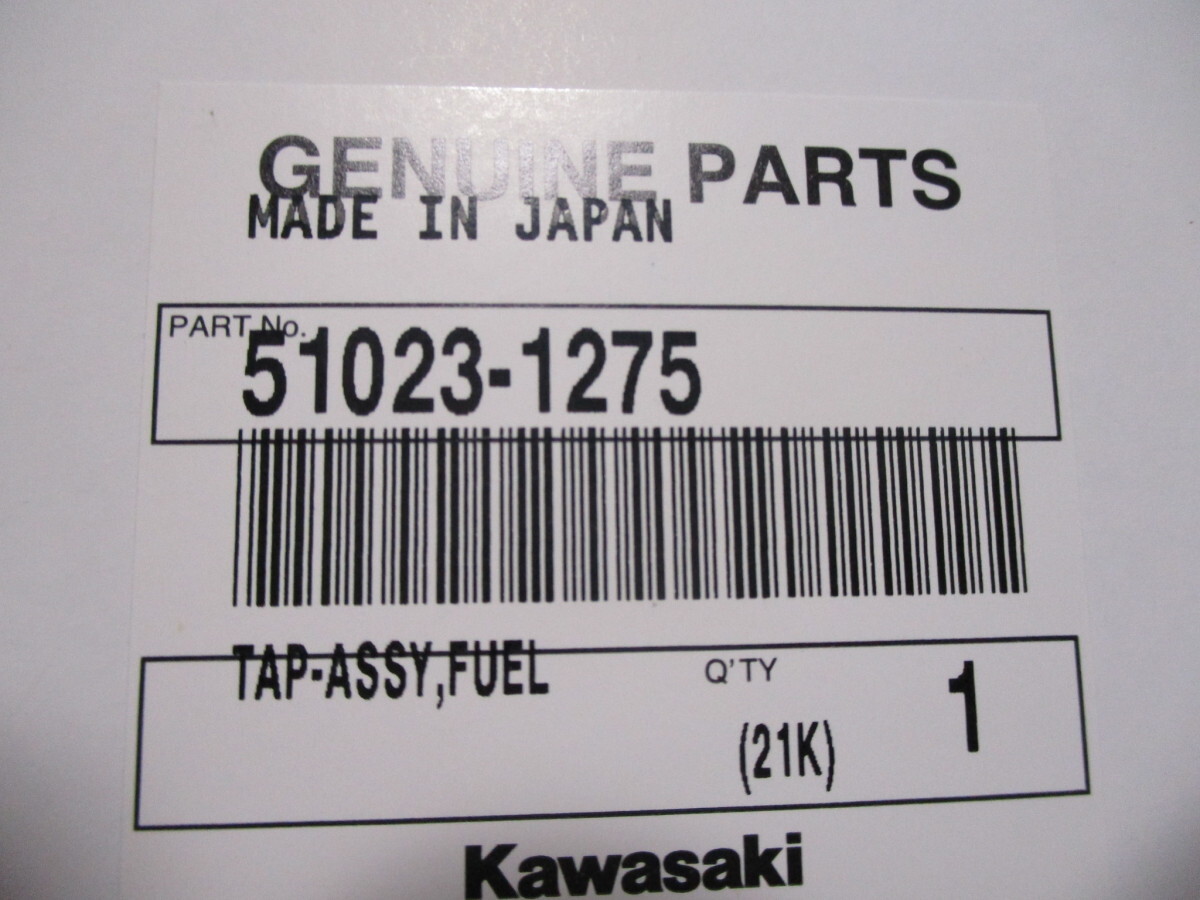 GENUINE PARTS
MADE IN JAPAN
PART No.
51023-1275
TAP-ASSY,FUEL
Q'TY
1
(21K)
Kawasaki